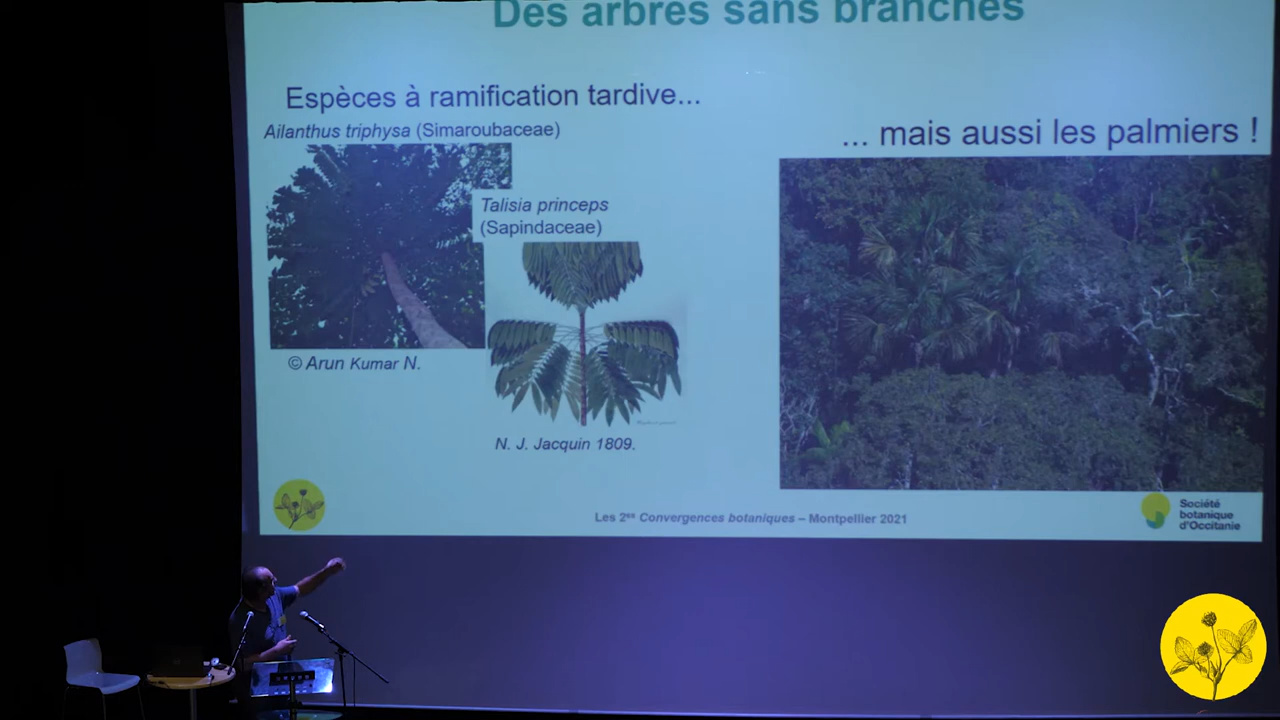 Des arbres sans branches
Espèces à ramification tardive...
Ailanthus triphysa (Simaroubaceae)
... mais aussi les palmiers !
Talisia princeps
(Sapindaceae)
© Arun Kumar N.
N. J. Jacquin 1809.
Les 2es Convergences botaniques – Montpellier 2021
Société
botanique
d'Occitanie